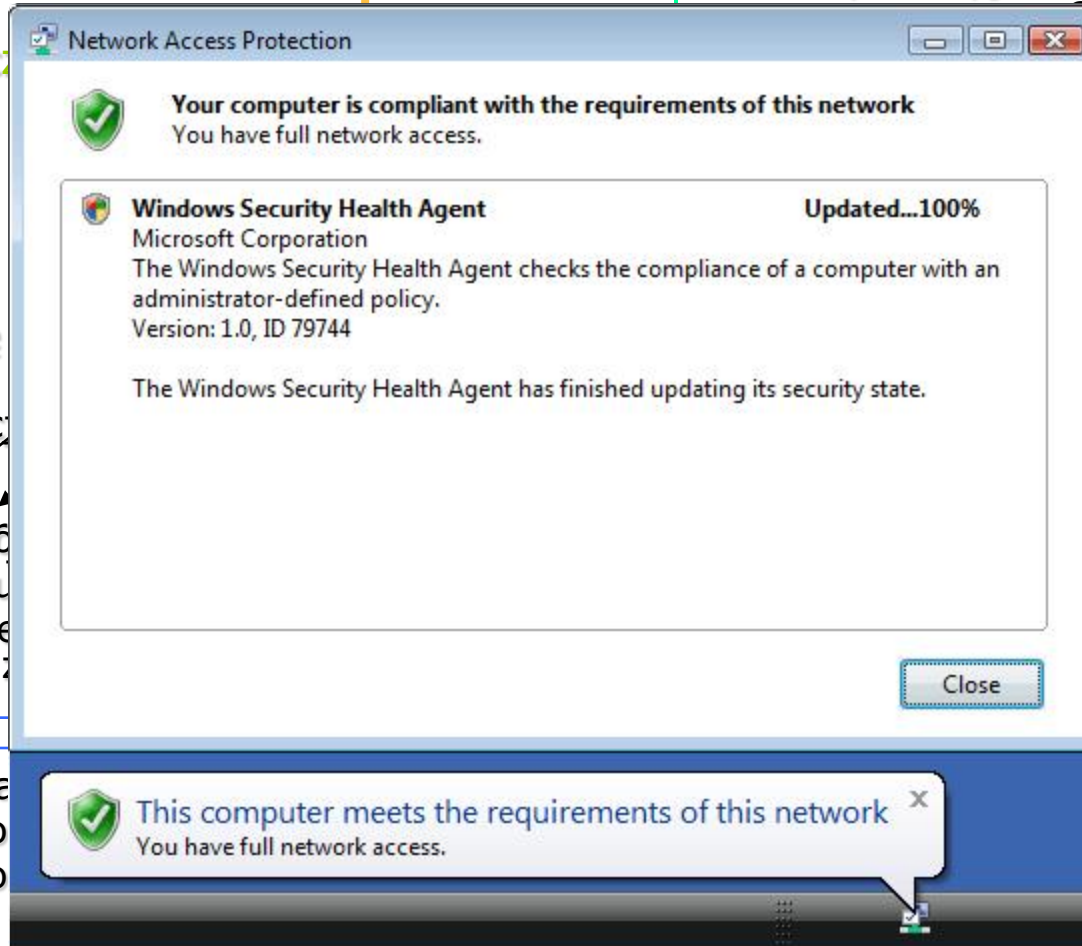 Network Access Protection
Your computer is compliant with the requirements of this network
You have full network access.
Windows Security Health Agent
Updated...100%
Microsoft Corporation
The Windows Security Health Agent checks the compliance of a computer with an
administrator-defined policy.
Version: 1.0, ID 79744
The Windows Security Health Agent has finished updating its security state.
Close
This computer meets the requirements of this network
You have full network access.